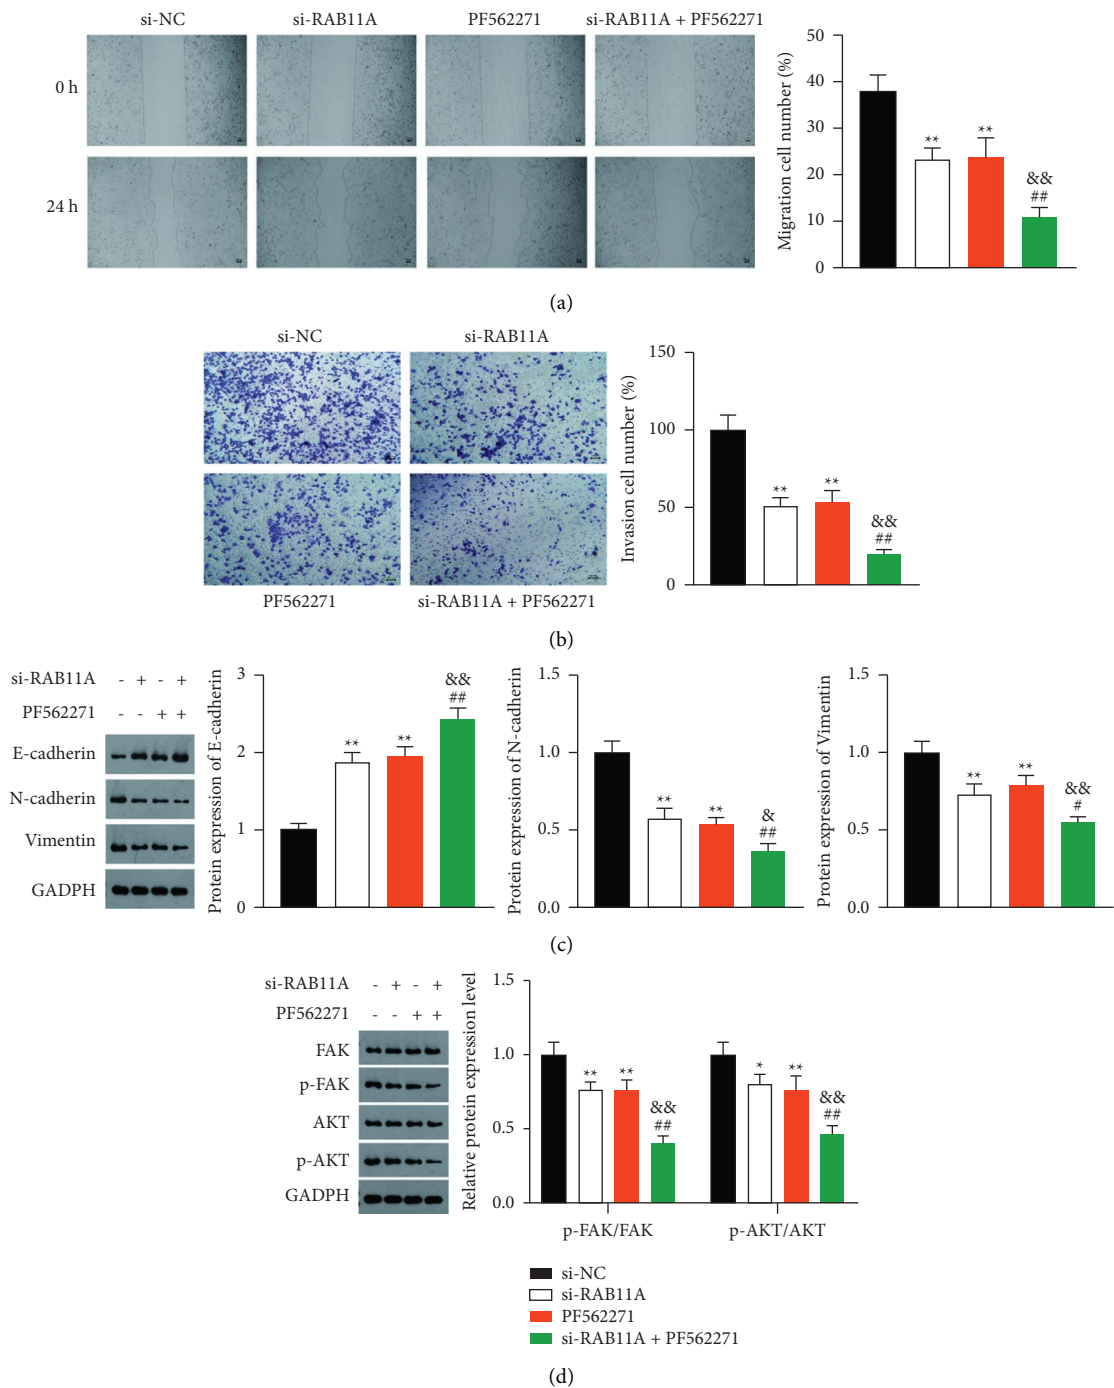 si-NC si-RAB11A PF562271 si-RAB11A + PF562271
0 h
24 h
Migration cell number (%)
50
40
30
20
10
0
** ** && ##
(a)
si-NC si-RAB11A
PF562271 si-RAB11A + PF562271
Invasion cell number (%)
150
100
50
0
** ** && ##
(b)
si-RAB11A - + - +
PF562271 - - + +
E-cadherin
N-cadherin
Vimentin
GADPH
Protein expression of E-cadherin
3
2
1
0
** ** && ##
Protein expression of N-cadherin
1.5
1.0
0.5
0.0
** ** & ##
Protein expression of Vimentin
1.5
1.0
0.5
0.0
** ** && #
(c)
si-RAB11A - + - +
PF562271 - - + +
FAK
p-FAK
AKT
p-AKT
GADPH
Relative protein expression level
1.5
1.0
0.5
0.0
** ** && ##
* ** && ##
p-FAK/FAK p-AKT/AKT
si-NC
si-RAB11A
PF562271
si-RAB11A + PF562271
(d)